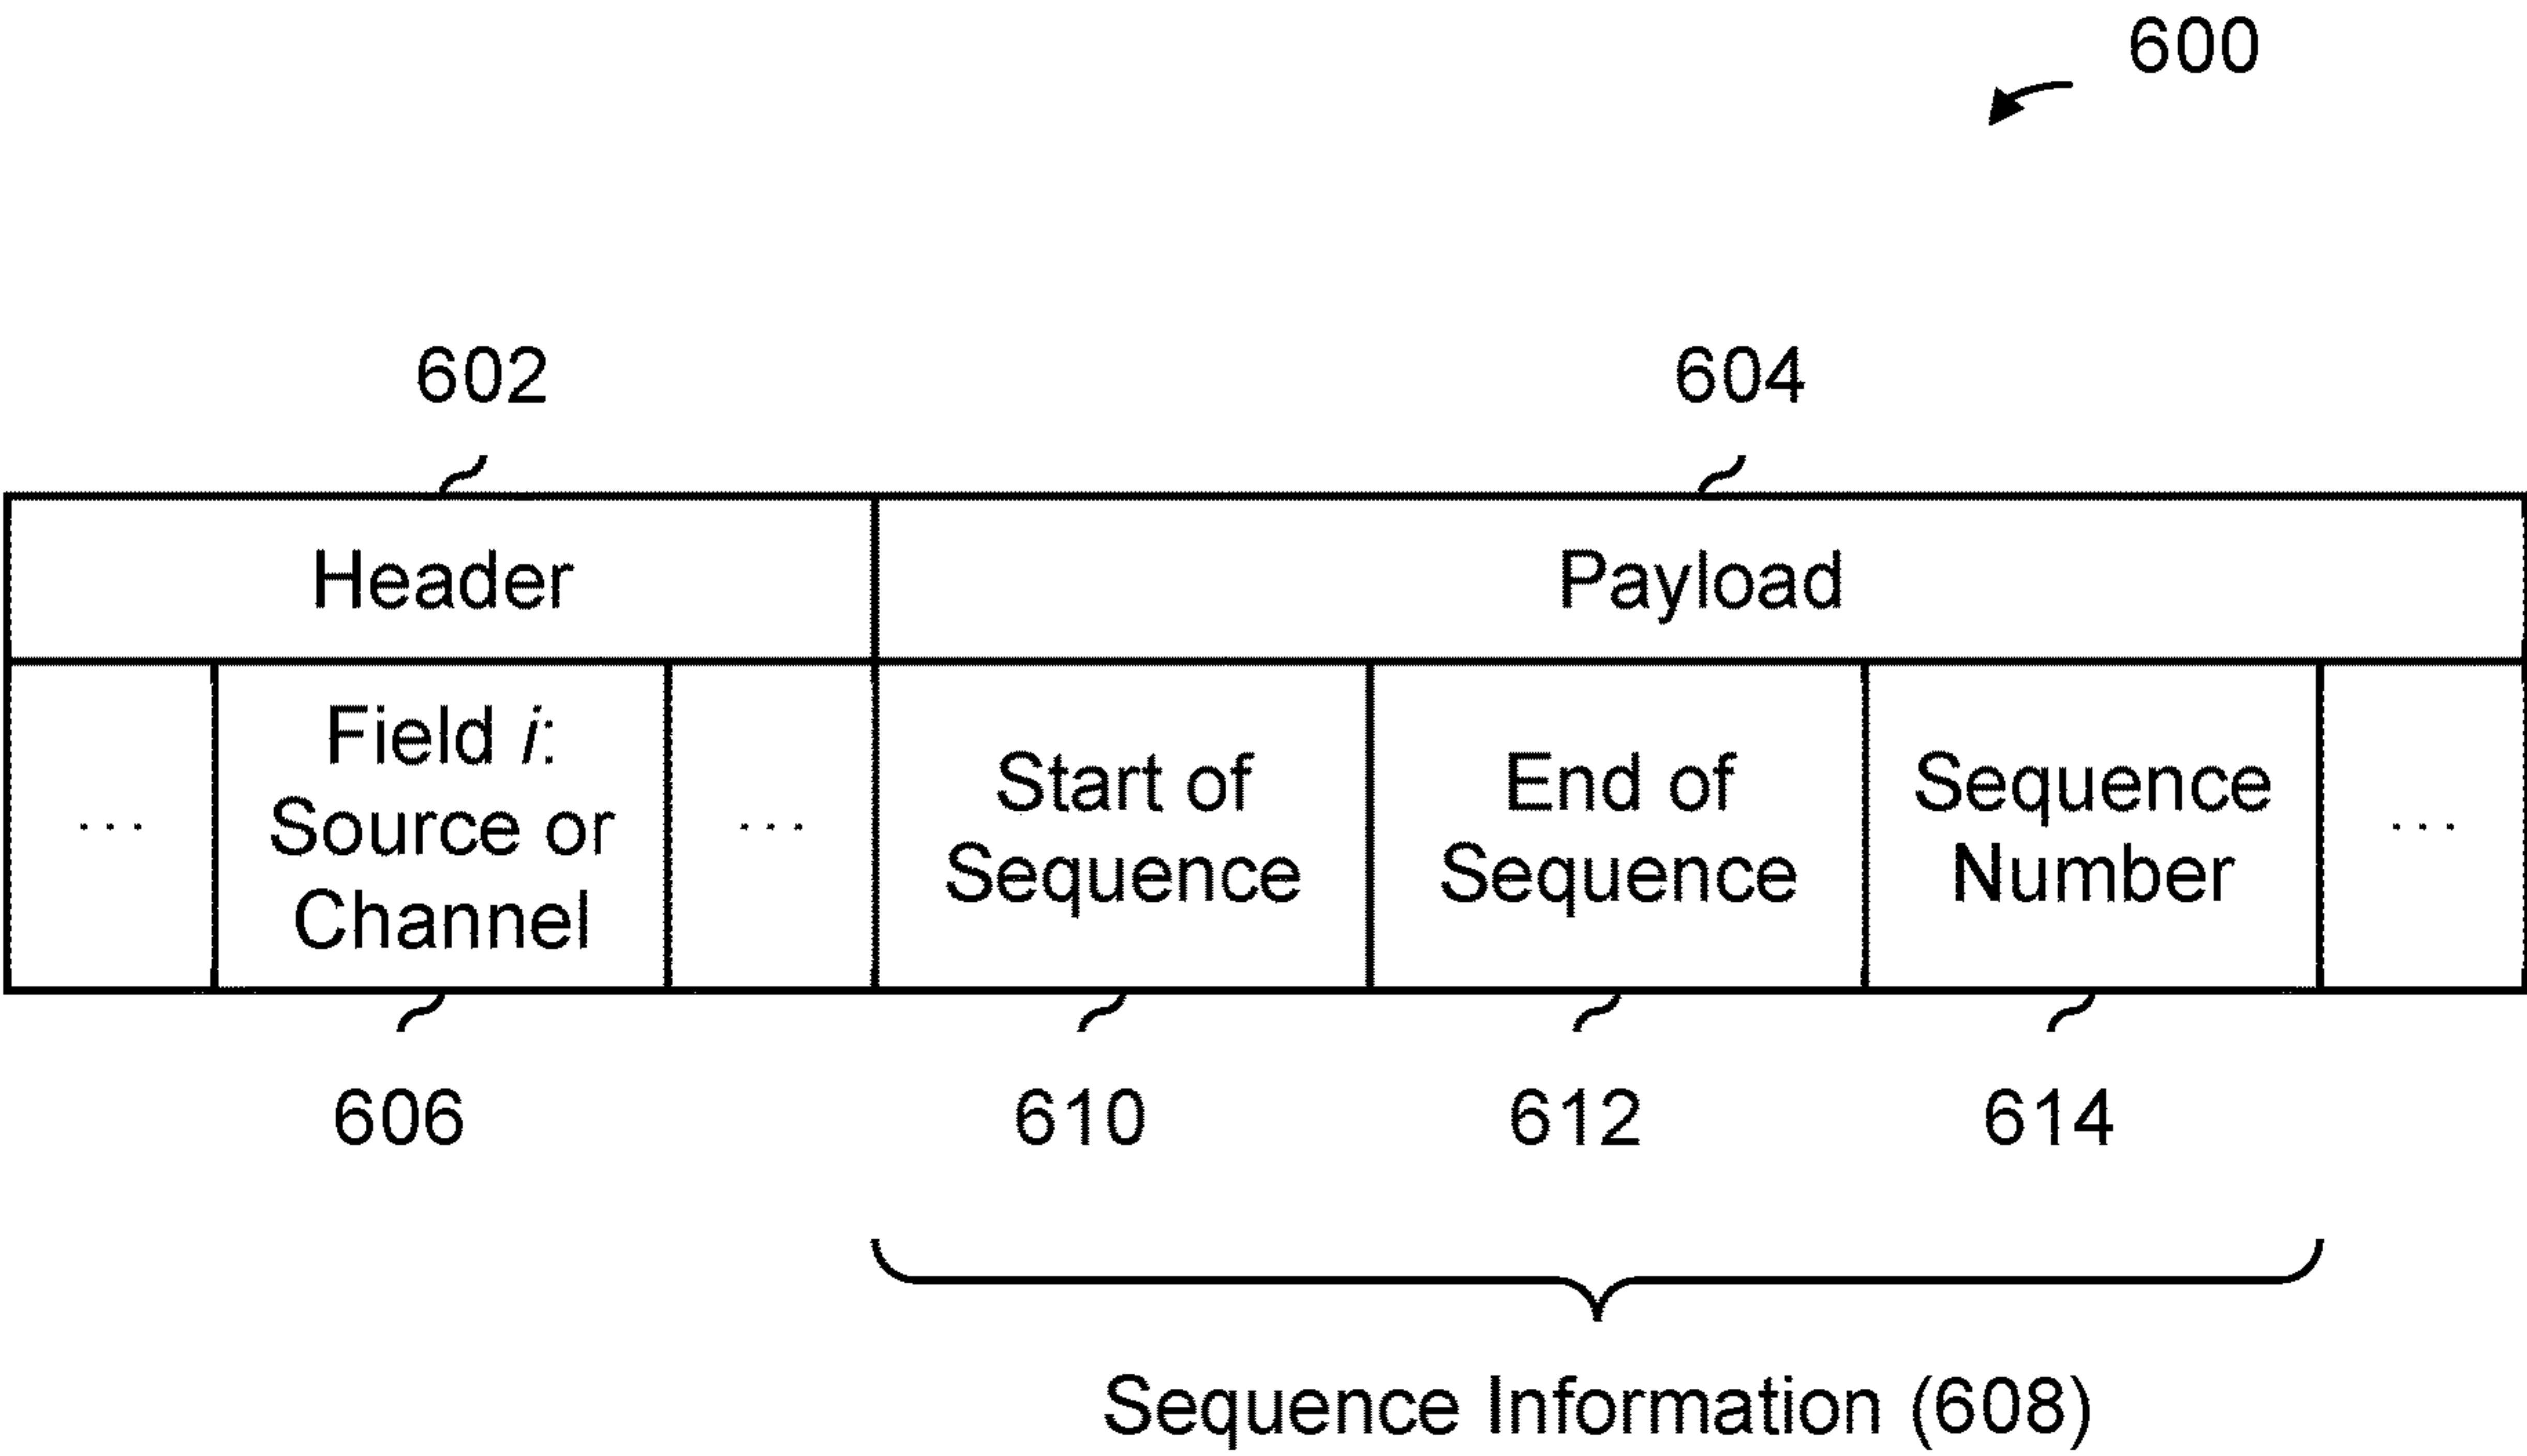 600
602
604
Header
Payload
...
Field i:
Source or
Channel
...
Start of
Sequence
End of
Sequence
Sequence
Number
...
606
610
612
614
Sequence Information (608)